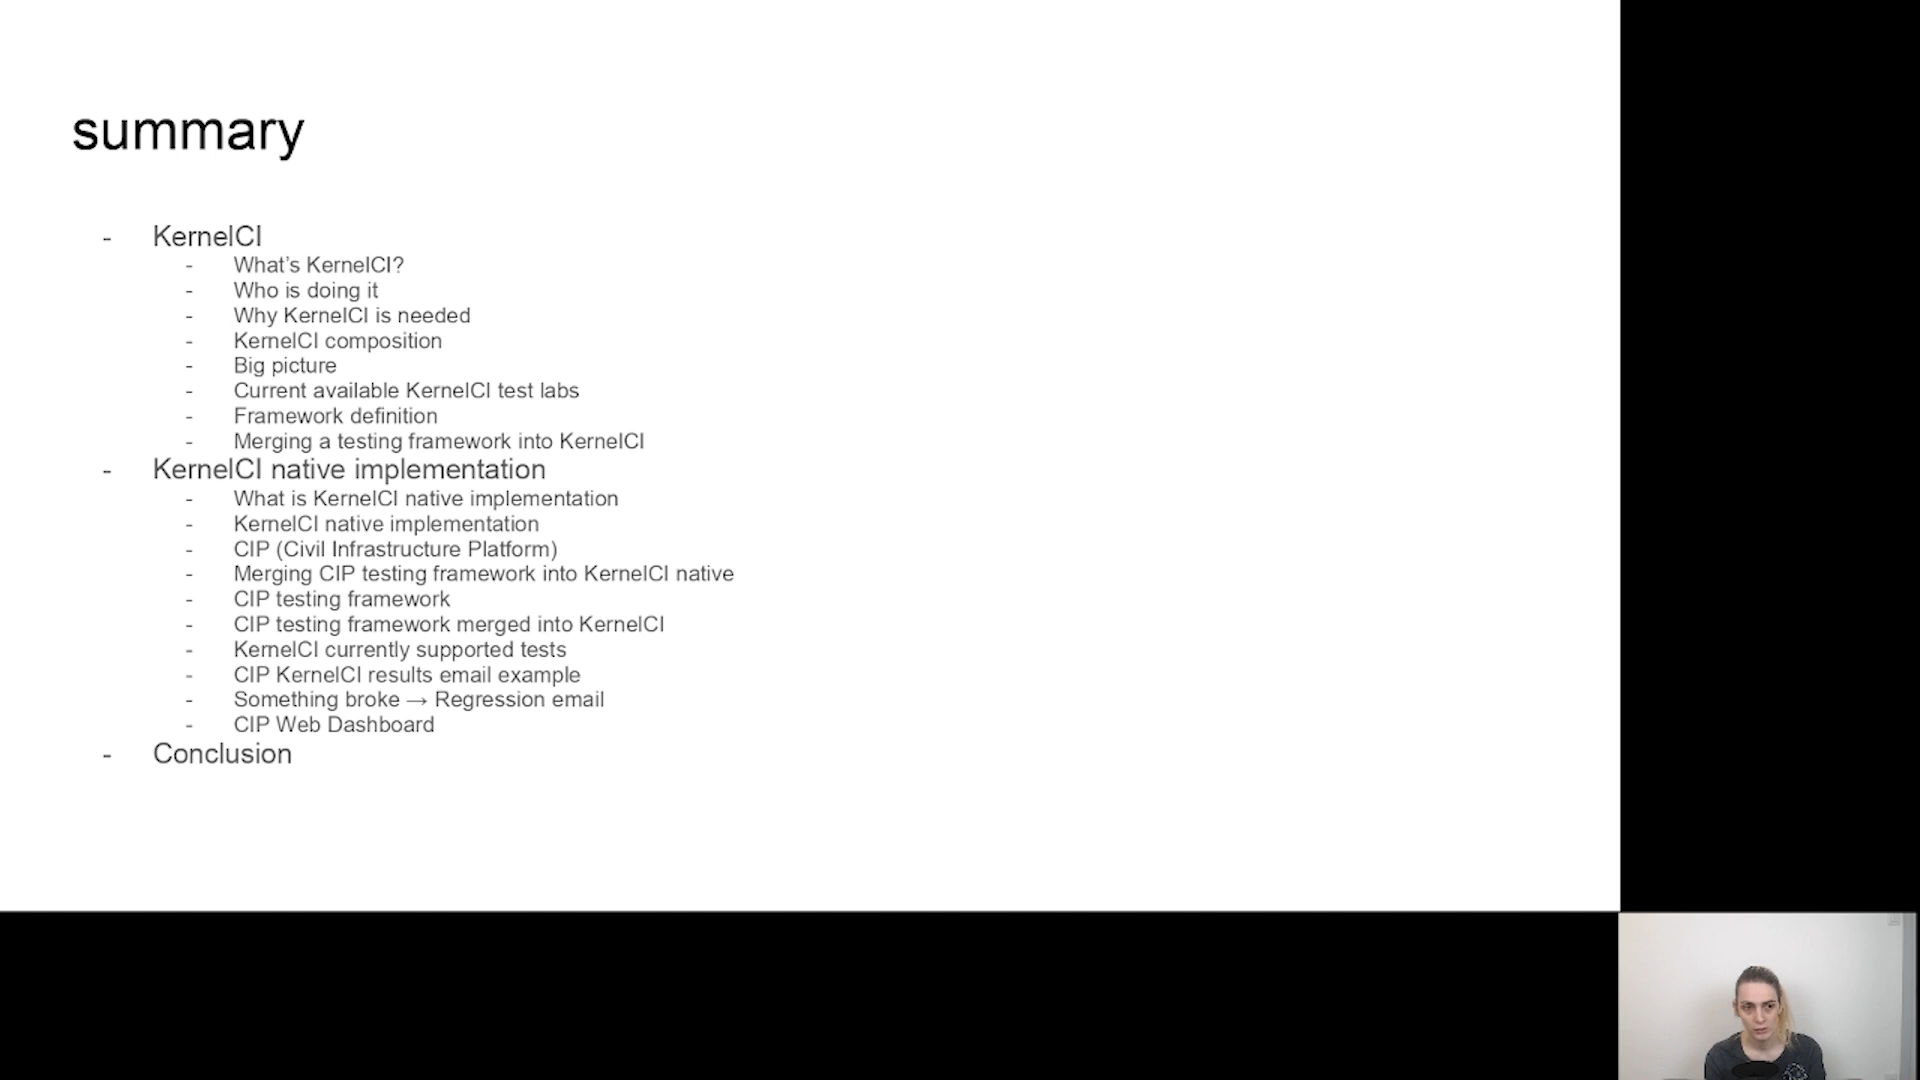 summary
- KernelCI
- What’s KernelCI?
- Who is doing it
- Why KernelCI is needed
- KernelCI composition
- Big picture
- Current available KernelCI test labs
- Framework definition
- Merging a testing framework into KernelCI
- KernelCI native implementation
- What is KernelCI native implementation
- KernelCI native implementation
- CIP (Civil Infrastructure Platform)
- Merging CIP testing framework into KernelCI native
- CIP testing framework
- CIP testing framework merged into KernelCI
- KernelCI currently supported tests
- CIP KernelCI results email example
- Something broke → Regression email
- CIP Web Dashboard
- Conclusion